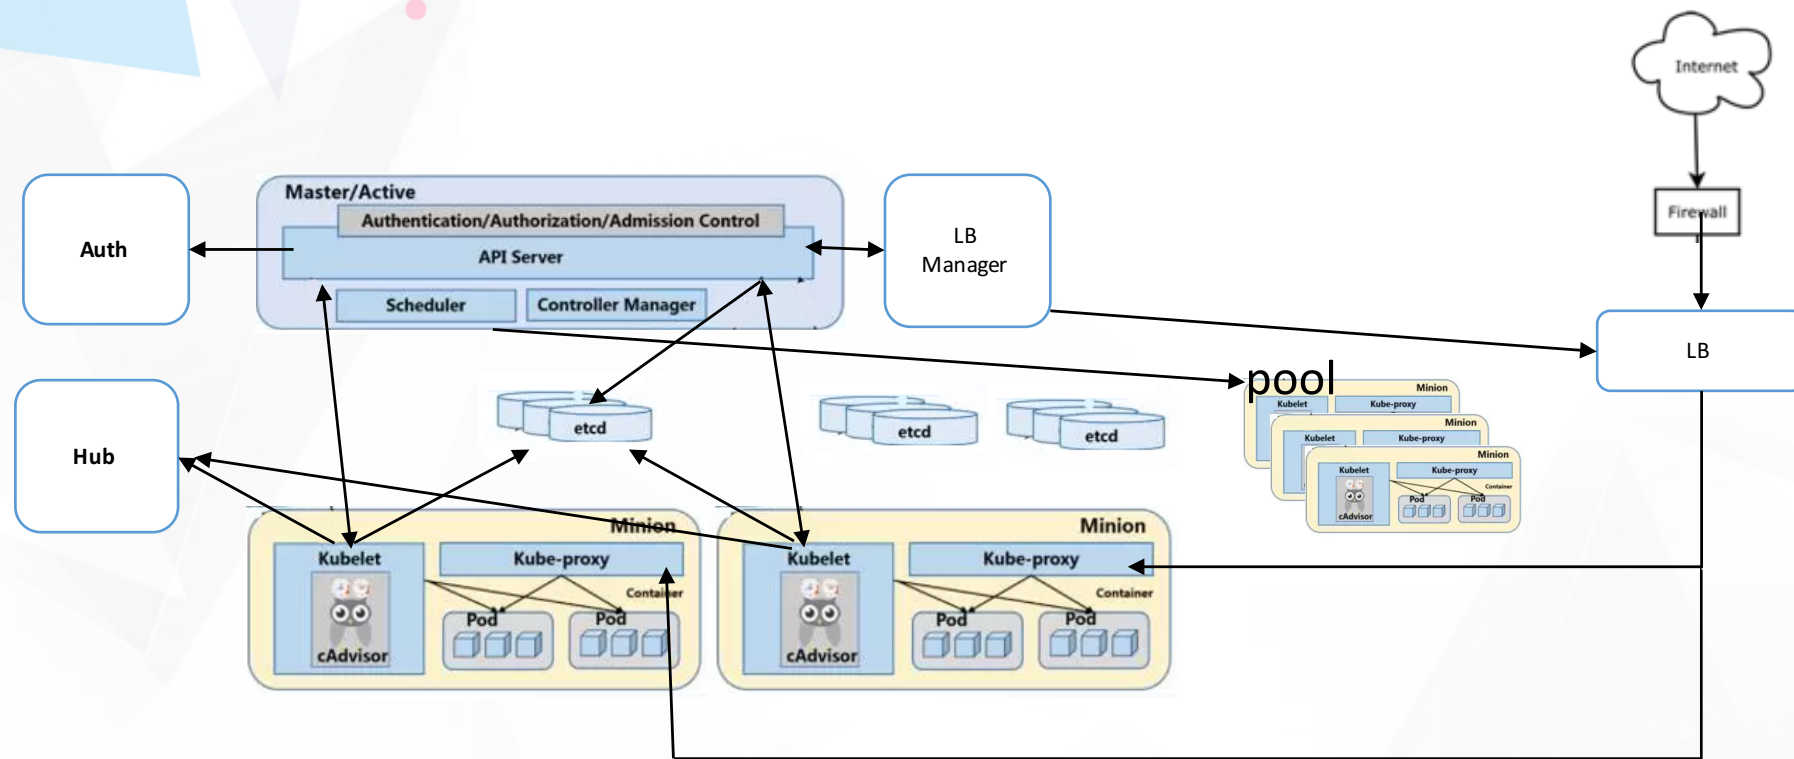 Internet
Firewall
Master/Active
Authentication/Authorization/Admission Control
API Server
Scheduler
Controller Manager
Auth
LB
Manager
LB
Hub
etcd
etcd
etcd
pool
Minion
Kubelet
Kube-proxy
Minion
Kubelet
Kube-proxy
Minion
Kubelet
Kube-proxy
Container
Pod
Pod
cAdvisor
Minion
Kubelet
Kube-proxy
Container
Pod
Pod
cAdvisor
Minion
Kubelet
Kube-proxy
Container
Pod
Pod
cAdvisor